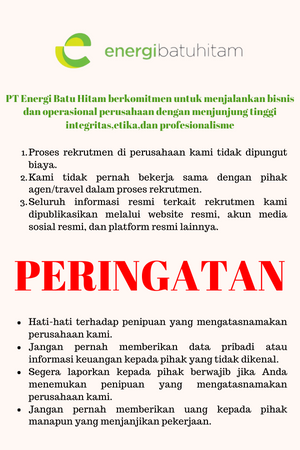 energibatuhitam
PT Energi Batu Hitam berkomitmen untuk menjalankan bisnis
dan operasional perusahaan dengan menjunjung tinggi
integritas,etika,dan profesionalisme
1. Proses rekrutmen di perusahaan kami tidak dipungut
biaya.
2. Kami tidak pernah bekerja sama dengan pihak
agen/travel dalam proses rekrutmen.
3. Seluruh informasi resmi terkait rekrutmen kami
dipublikasikan melalui website resmi, akun media
sosial resmi, dan platform resmi lainnya.
PERINGATAN
• Hati-hati terhadap penipuan yang mengatasnamakan
perusahaan kami.
• Jangan pernah memberikan data pribadi atau
informasi keuangan kepada pihak yang tidak dikenal.
• Segera laporkan kepada pihak berwajib jika Anda
menemukan penipuan yang mengatasnamakan
perusahaan kami.
• Jangan pernah memberikan uang kepada pihak
manapun yang menjanjikan pekerjaan.